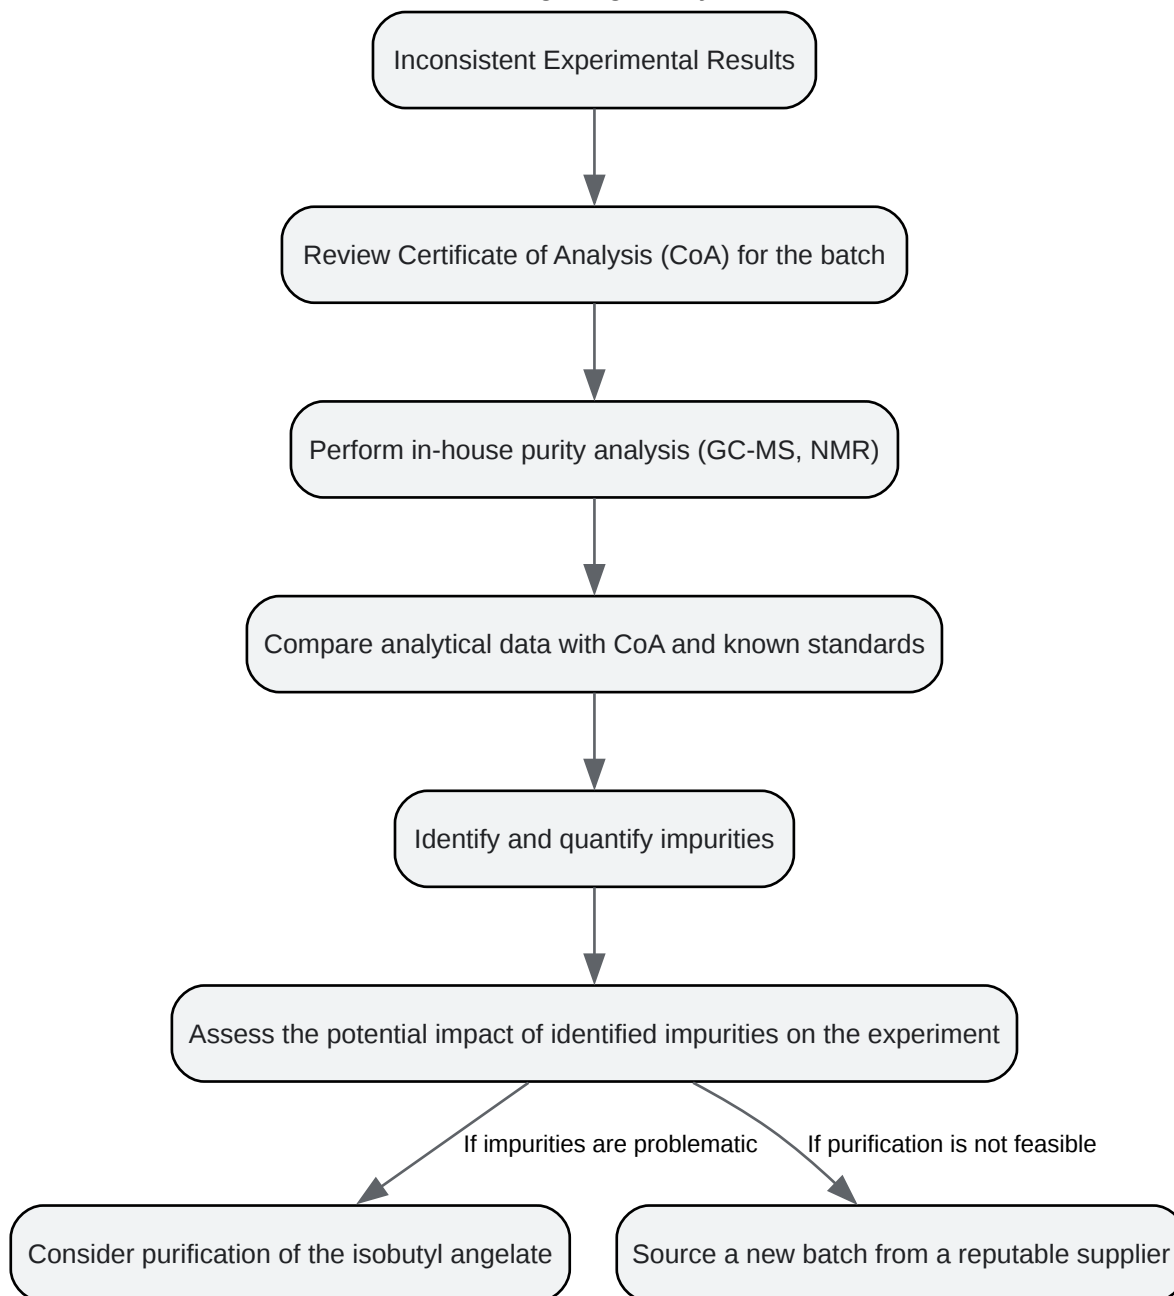 Inconsistent Experimental Results
Review Certificate of Analysis (CoA) for the batch
Perform in-house purity analysis (GC-MS, NMR)
Compare analytical data with CoA and known standards
Identify and quantify impurities
Assess the potential impact of identified impurities on the experiment
If impurities are problematic
If purification is not feasible
Consider purification of the isobutyl angelate
Source a new batch from a reputable supplier